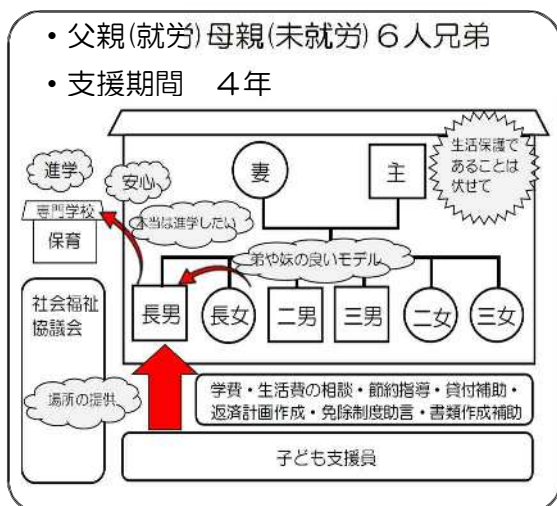 ・父親(就労)母親(未就労)６人兄弟
・支援期間　４年
生活保護で
あることは
伏せて
進学
安心
妻
主
専門学校
保育
本当は進学したい
弟や妹の良いモデル
社会福祉
協議会
長男
長女
二男
三男
二女
三女
場所の提供
学費・生活費の相談・節約指導・貸付補助・
返済計画作成・免除制度助言・書類作成補助
子ども支援員